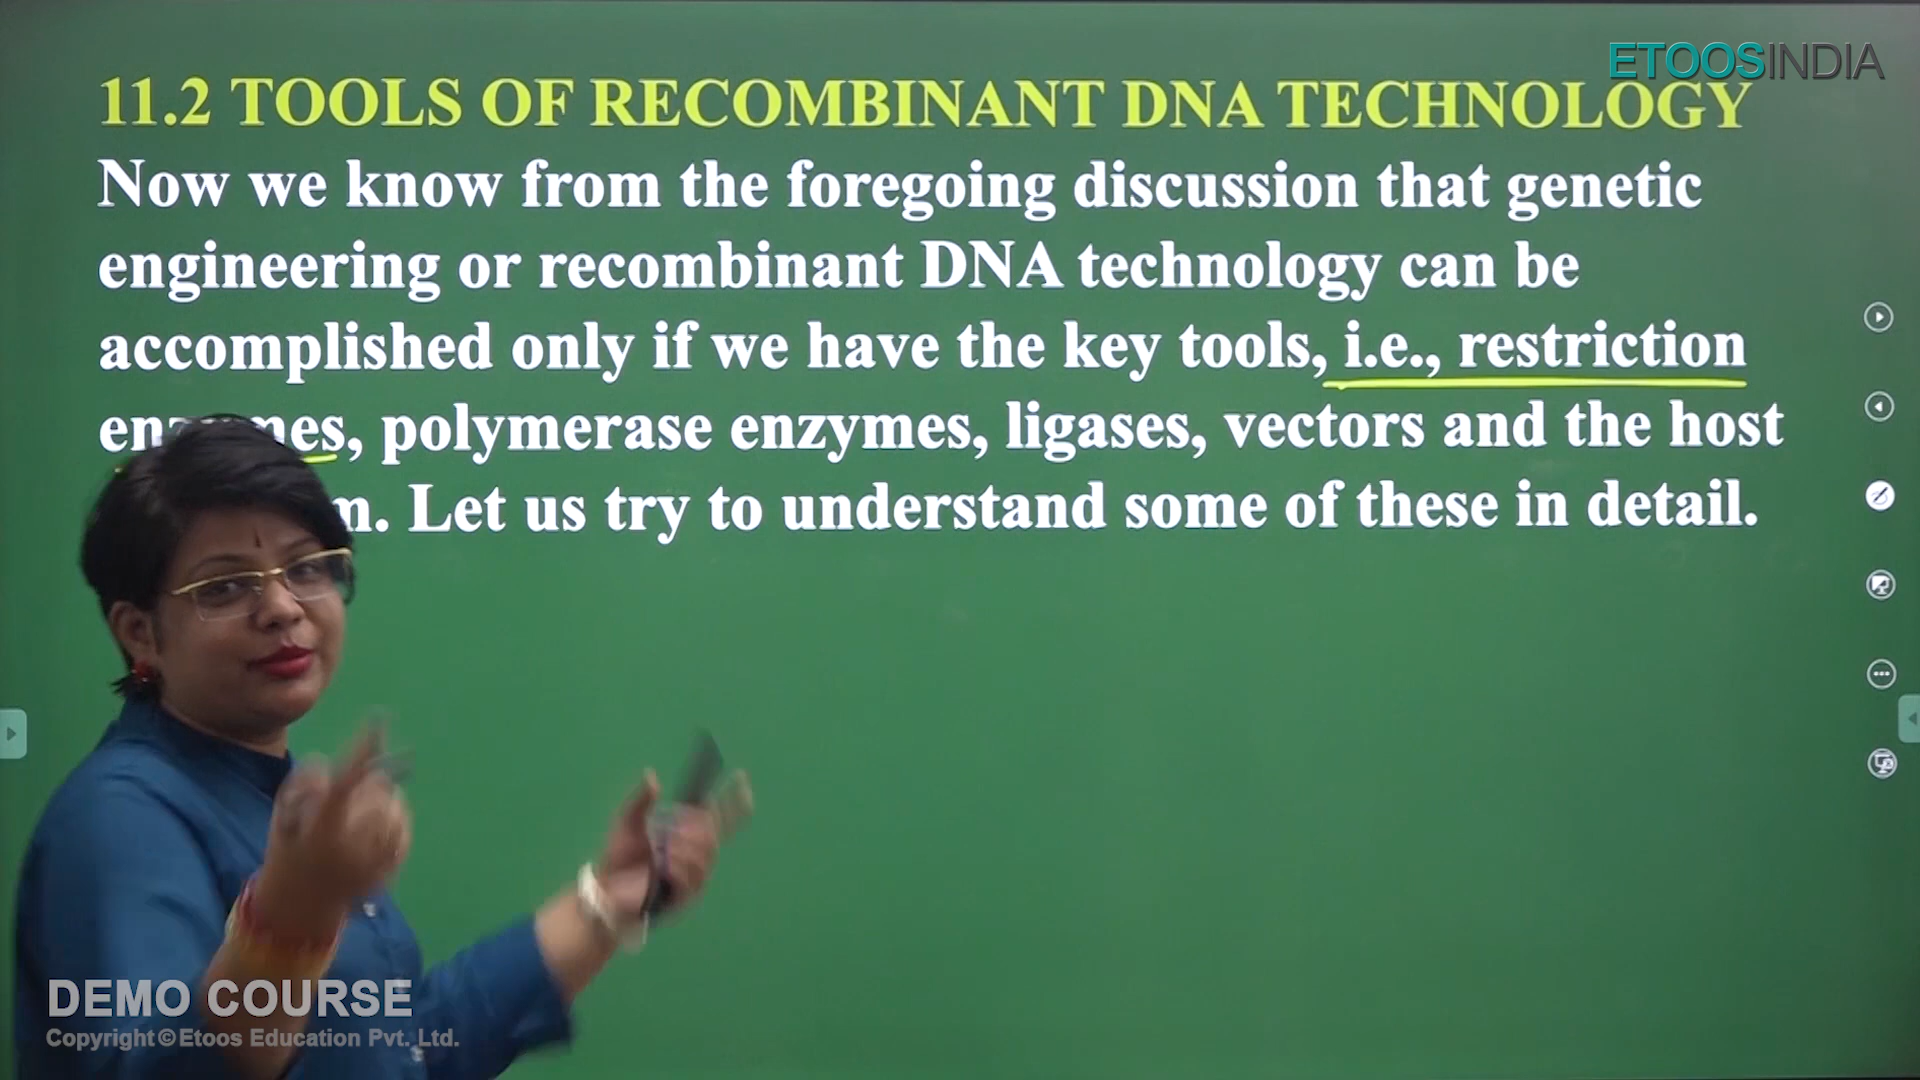 ETOOSINDIA
11.2 TOOLS OF RECOMBINANT DNA TECHNOLOGY
Now we know from the foregoing discussion that genetic
engineering or recombinant DNA technology can be
accomplished only if we have the key tools, i.e., restriction
enzymes, polymerase enzymes, ligases, vectors and the host
Let us try to understand some of these in detail.
DEMO COURSE
Copyright © Etoos Education Pvt. Ltd.